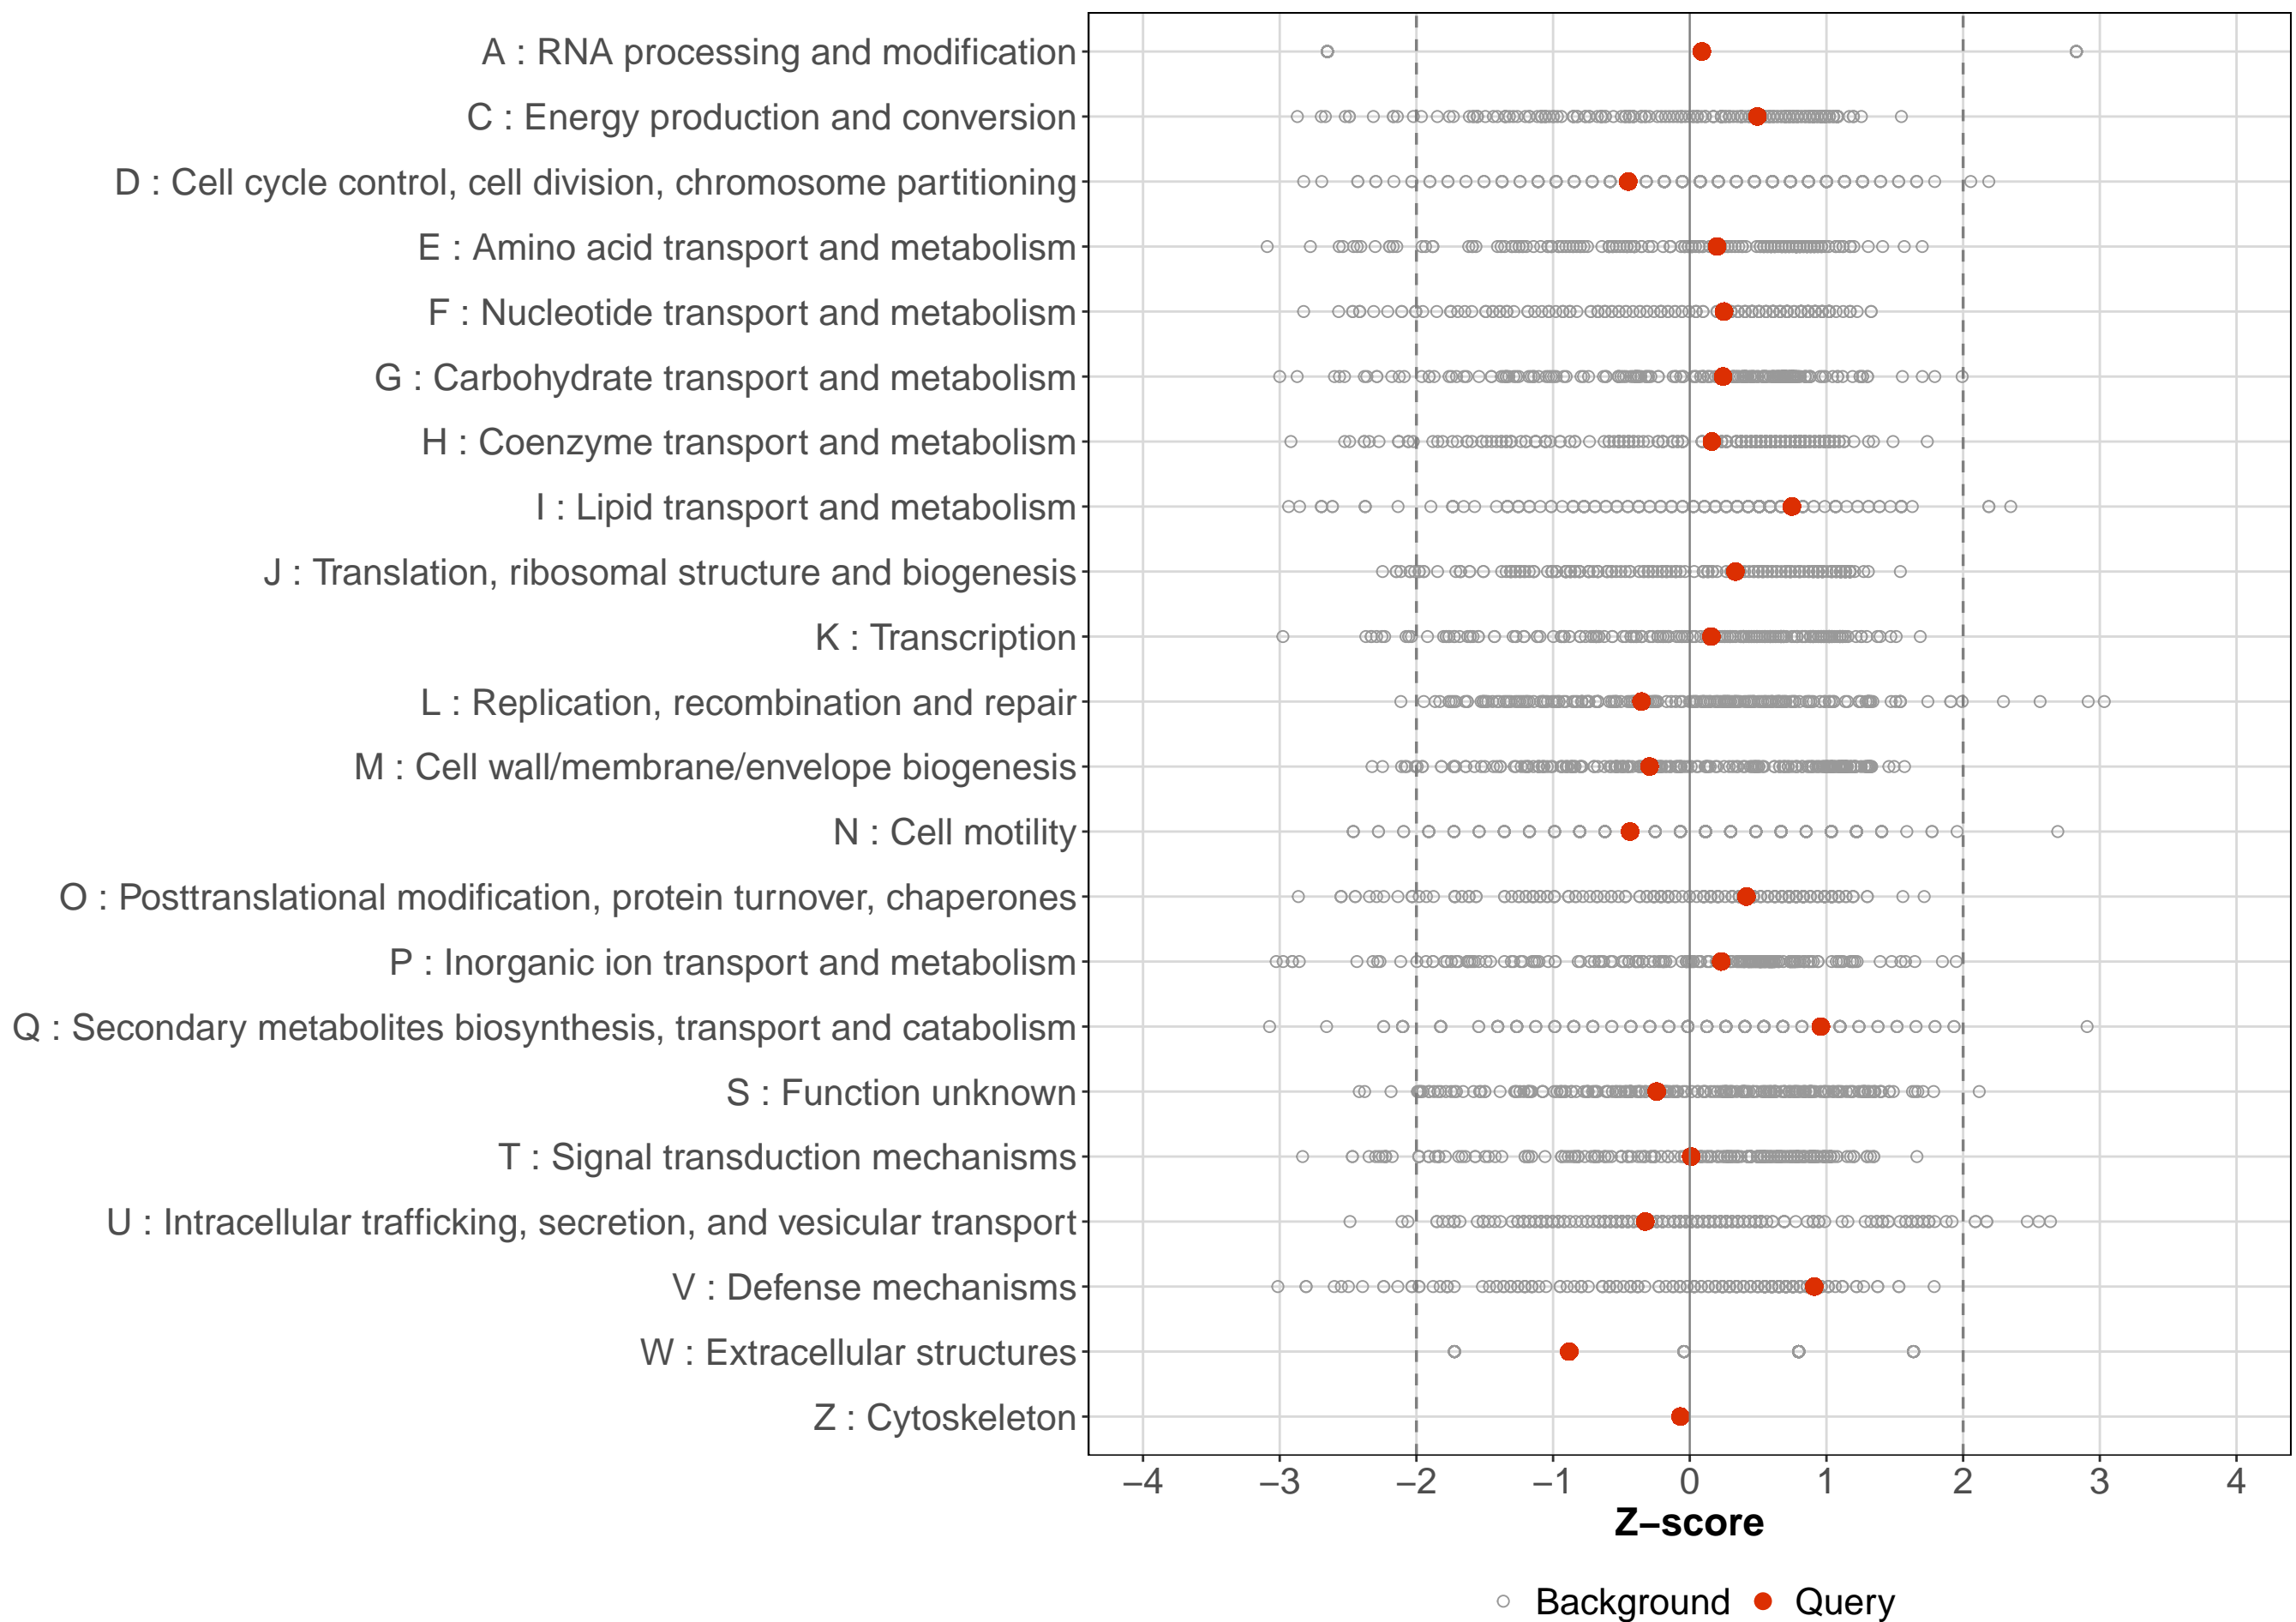 A : RNA processing and modification
C : Energy production and conversion
D : Cell cycle control, cell division, chromosome partitioning
E : Amino acid transport and metabolism
F : Nucleotide transport and metabolism
G : Carbohydrate transport and metabolism
H : Coenzyme transport and metabolism
I : Lipid transport and metabolism
J : Translation, ribosomal structure and biogenesis
K : Transcription
L : Replication, recombination and repair
M : Cell wall/membrane/envelope biogenesis
N : Cell motility
O : Posttranslational modification, protein turnover, chaperones
P : Inorganic ion transport and metabolism
Q : Secondary metabolites biosynthesis, transport and catabolism
S : Function unknown
T : Signal transduction mechanisms
U : Intracellular trafficking, secretion, and vesicular transport
V : Defense mechanisms
W : Extracellular structures
Z : Cytoskeleton
−4 −3 −2 −1 0 1 2 3 4
Z−score
Background Query